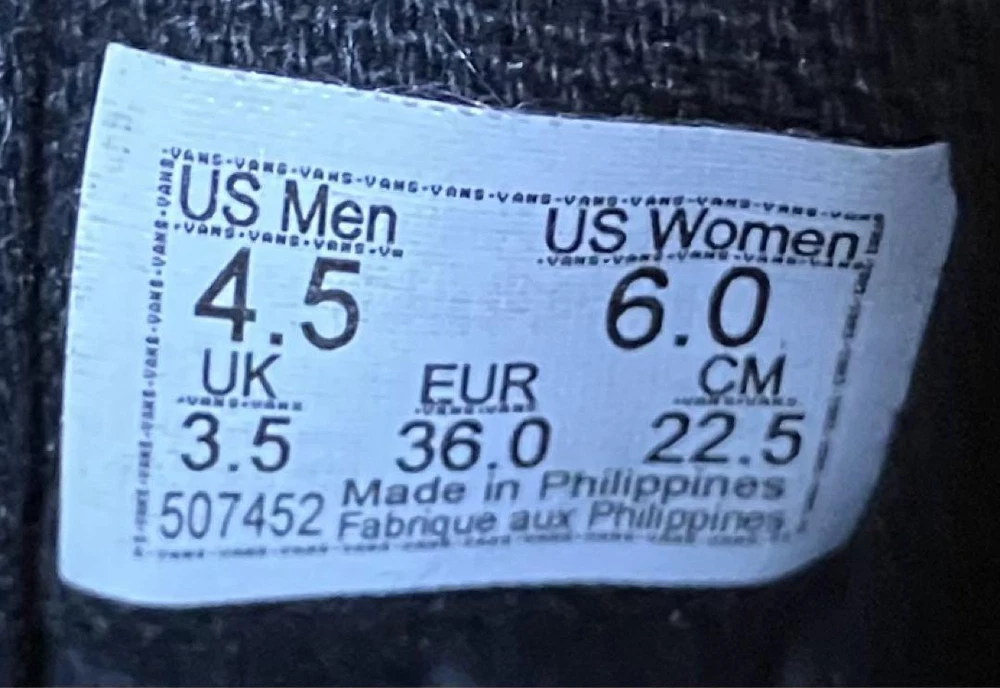 US Men US Women
4.5 6.0
UK EUR CM
3.5 36.0 22.5
507452 Made in Philippines
Fabrique aux Philippines